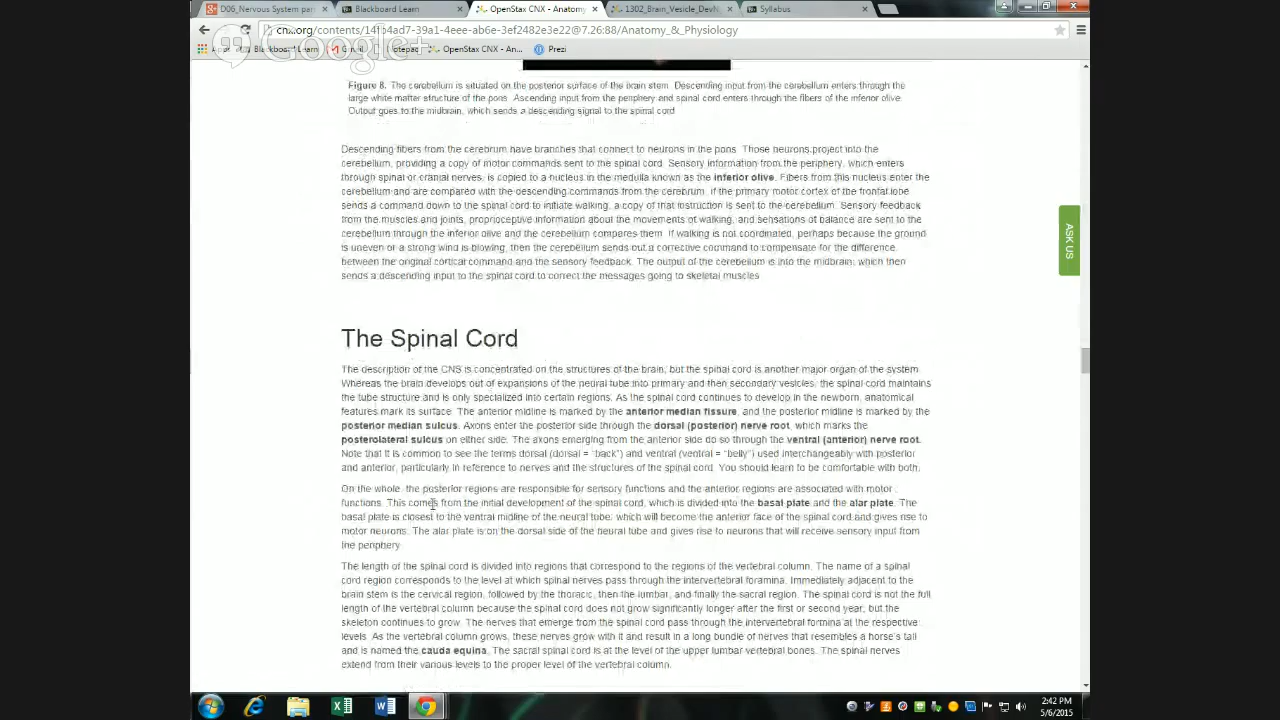 D06_Nervous System par
Blackboard Learn
OpenStax CNX - Anatomy
1302_Brain_Vesicle_DevN
Syllabus
cnx.org/contents/14fb4ad7-39a1-4eee-ab6e-3ef2482e3e22@7.26:88/Anatomy_&_Physiology
Google+
Apps Blackboard Learn Gmail Notepad OpenStax CNX - An... Prezi
Figure 8. The cerebellum is situated on the posterior surface of the brain stem. Descending input from the cerebellum enters through the
large white matter structure of the pons. Ascending input from the periphery and spinal cord enters through the fibers of the inferior olive.
Output goes to the midbrain, which sends a descending signal to the spinal cord.
Descending fibers from the cerebrum have branches that connect to neurons in the pons. Those neurons project into the
cerebellum, providing a copy of motor commands sent to the spinal cord. Sensory information from the periphery, which enters
through spinal or cranial nerves, is copied to a nucleus in the medulla known as the inferior olive. Fibers from this nucleus enter the
cerebellum and are compared with the descending commands from the cerebrum. If the primary motor cortex of the frontal lobe
sends a command down to the spinal cord to initiate walking, a copy of that instruction is sent to the cerebellum. Sensory feedback
from the muscles and joints, proprioceptive information about the movements of walking, and sensations of balance are sent to the
cerebellum through the inferior olive and the cerebellum compares them. If walking is not coordinated, perhaps because the ground
is uneven or a strong wind is blowing, then the cerebellum sends out a corrective command to compensate for the difference
between the original cortical command and the sensory feedback. The output of the cerebellum is into the midbrain, which then
sends a descending input to the spinal cord to correct the messages going to skeletal muscles.
The Spinal Cord
The description of the CNS is concentrated on the structures of the brain, but the spinal cord is another major organ of the system.
Whereas the brain develops out of expansions of the neural tube into primary and then secondary vesicles, the spinal cord maintains
the tube structure and is only specialized into certain regions. As the spinal cord continues to develop in the newborn, anatomical
features mark its surface. The anterior midline is marked by the anterior median fissure, and the posterior midline is marked by the
posterior median sulcus. Axons enter the posterior side through the dorsal (posterior) nerve root, which marks the
posterolateral sulcus on either side. The axons emerging from the anterior side do so through the ventral (anterior) nerve root.
Note that it is common to see the terms dorsal (dorsal = “back”) and ventral (ventral = “belly”) used interchangeably with posterior
and anterior, particularly in reference to nerves and the structures of the spinal cord. You should learn to be comfortable with both.
On the whole, the posterior regions are responsible for sensory functions and the anterior regions are associated with motor
functions. This comes from the initial development of the spinal cord, which is divided into the basal plate and the alar plate. The
basal plate is closest to the ventral midline of the neural tube, which will become the anterior face of the spinal cord and gives rise to
motor neurons. The alar plate is on the dorsal side of the neural tube and gives rise to neurons that will receive sensory input from
the periphery.
The length of the spinal cord is divided into regions that correspond to the regions of the vertebral column. The name of a spinal
cord region corresponds to the level at which spinal nerves pass through the intervertebral foramina. Immediately adjacent to the
brain stem is the cervical region, followed by the thoracic, then the lumbar, and finally the sacral region. The spinal cord is not the full
length of the vertebral column because the spinal cord does not grow significantly longer after the first or second year, but the
skeleton continues to grow. The nerves that emerge from the spinal cord pass through the intervertebral formina at the respective
levels. As the vertebral column grows, these nerves grow with it and result in a long bundle of nerves that resembles a horse's tail
and is named the cauda equina. The sacral spinal cord is at the level of the upper lumbar vertebral bones. The spinal nerves
extend from their various levels to the proper level of the vertebral column.
ASK US
2:42 PM
5/6/2015